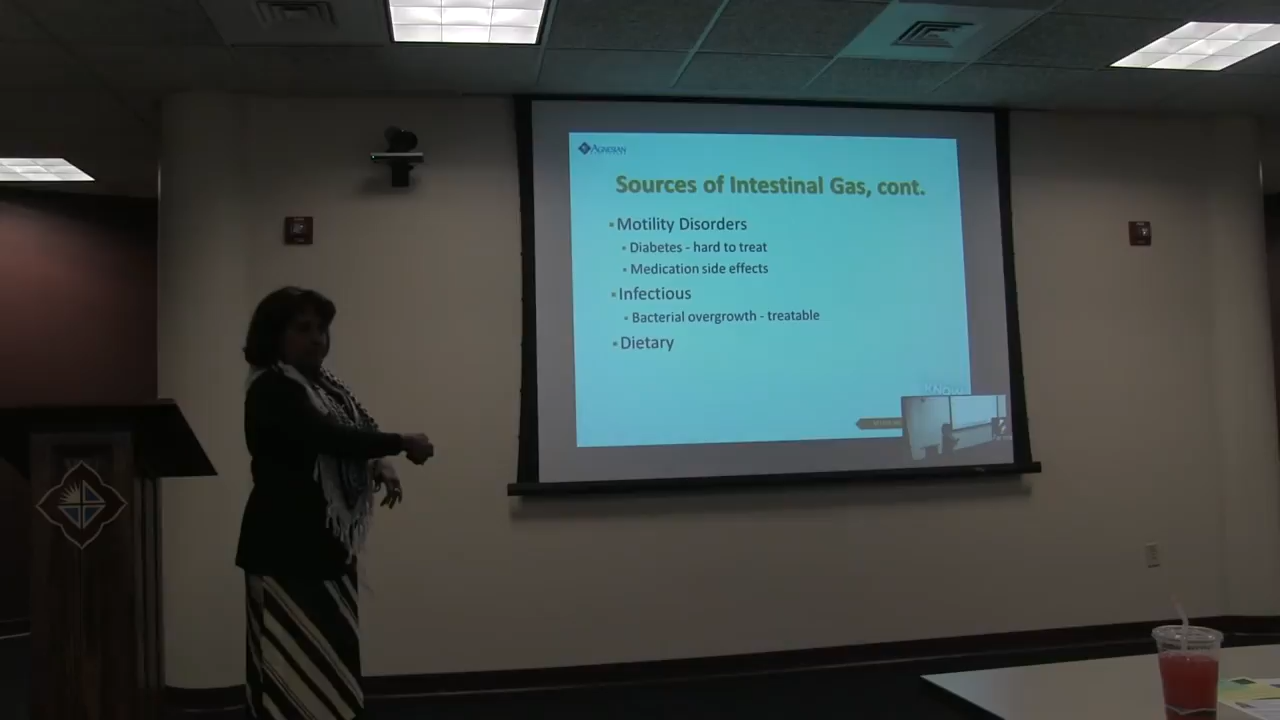 AGNESIAN
Sources of Intestinal Gas, cont.
Motility Disorders
Diabetes - hard to treat
Medication side effects
Infectious
Bacterial overgrowth - treatable
Dietary